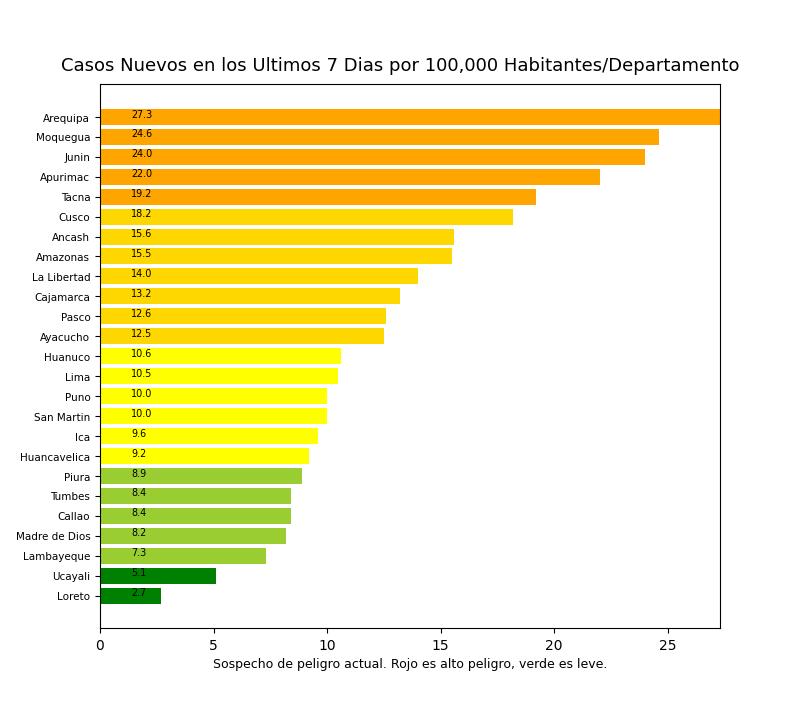 Casos Nuevos en los Ultimos 7 Dias por 100,000 Habitantes/Departamento
Arequipa 27.3
Moquegua 24.6
Junin 24.0
Apurimac 22.0
Tacna 19.2
Cusco 18.2
Ancash 15.6
Amazonas 15.5
La Libertad 14.0
Cajamarca 13.2
Pasco 12.6
Ayacucho 12.5
Huanuco 10.6
Lima 10.5
Puno 10.0
San Martin 10.0
Ica 9.6
Huancavelica 9.2
Piura 8.9
Tumbes 8.4
Callao 8.4
Madre de Dios 8.2
Lambayeque 7.3
Ucayali 5.1
Loreto 2.7
0 5 10 15 20 25
Sospecho de peligro actual. Rojo es alto peligro, verde es leve.